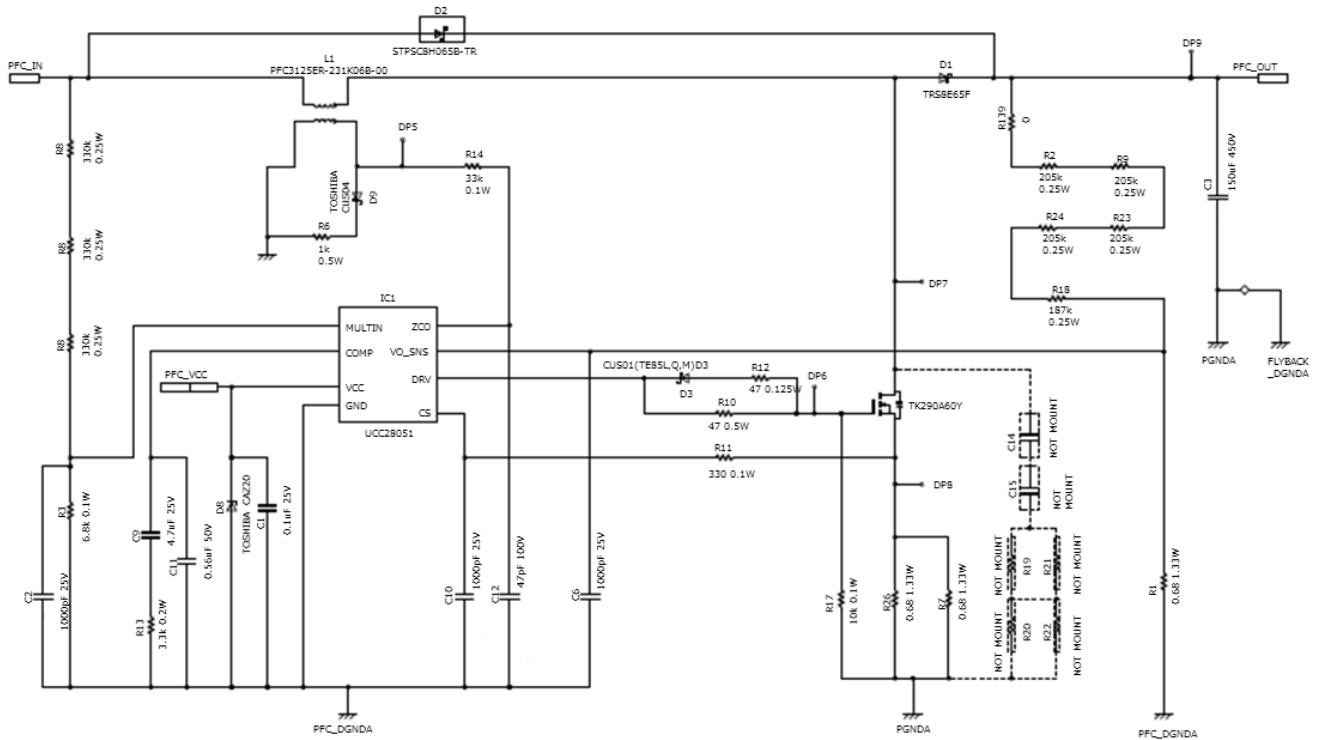 D2
STPSC8H065B-TR
DP9
PFC_IN
L1
PFC3125ER-231K06B-00
D1
TRS8E65F
PFC_OUT
R8
330k
0.25W
DP5
R14
33k
0.1W
TOSHIBA
CUS04
D9
R6
1k
0.5W
R139
0
R2
205k
0.25W
R9
205k
0.25W
C3
150uF 450V
R24
205k
0.25W
R23
205k
0.25W
R8
330k
0.25W
R18
187k
0.25W
DP7
R8
330k
0.25W
IC1
MULTIN
COMP
VCC
GND
ZCO
VO_SNS
DRV
CS
UCC28051
PFC_VCC
PGNDA
FLYBACK
_DGNDA
CUS01(TE85L,Q,M)D3
D3
R12
47 0.125W
DP6
R10
47 0.5W
TK290A60Y
R11
330 0.1W
DP8
C14
NOT MOUNT
C15
NOT
MOUNT
R3
6.8k 0.1W
C9
4.7uF 25V
C11
0.56uF 50V
D8
TOSHIBA CAZ20
C1
0.1uF 25V
C2
1000pF 25V
R13
3.3k 0.2W
C10
1000pF 25V
C12
47pF 100V
C6
1000pF 25V
R17
10k 0.1W
R26
0.68 1.33W
R7
0.68 1.33W
NOT MOUNT
R19
R21
NOT MOUNT
NOT MOUNT
R20
R22
NOT MOUNT
R1
0.68 1.33W
PFC_DGNDA
PGNDA
PFC_DGNDA